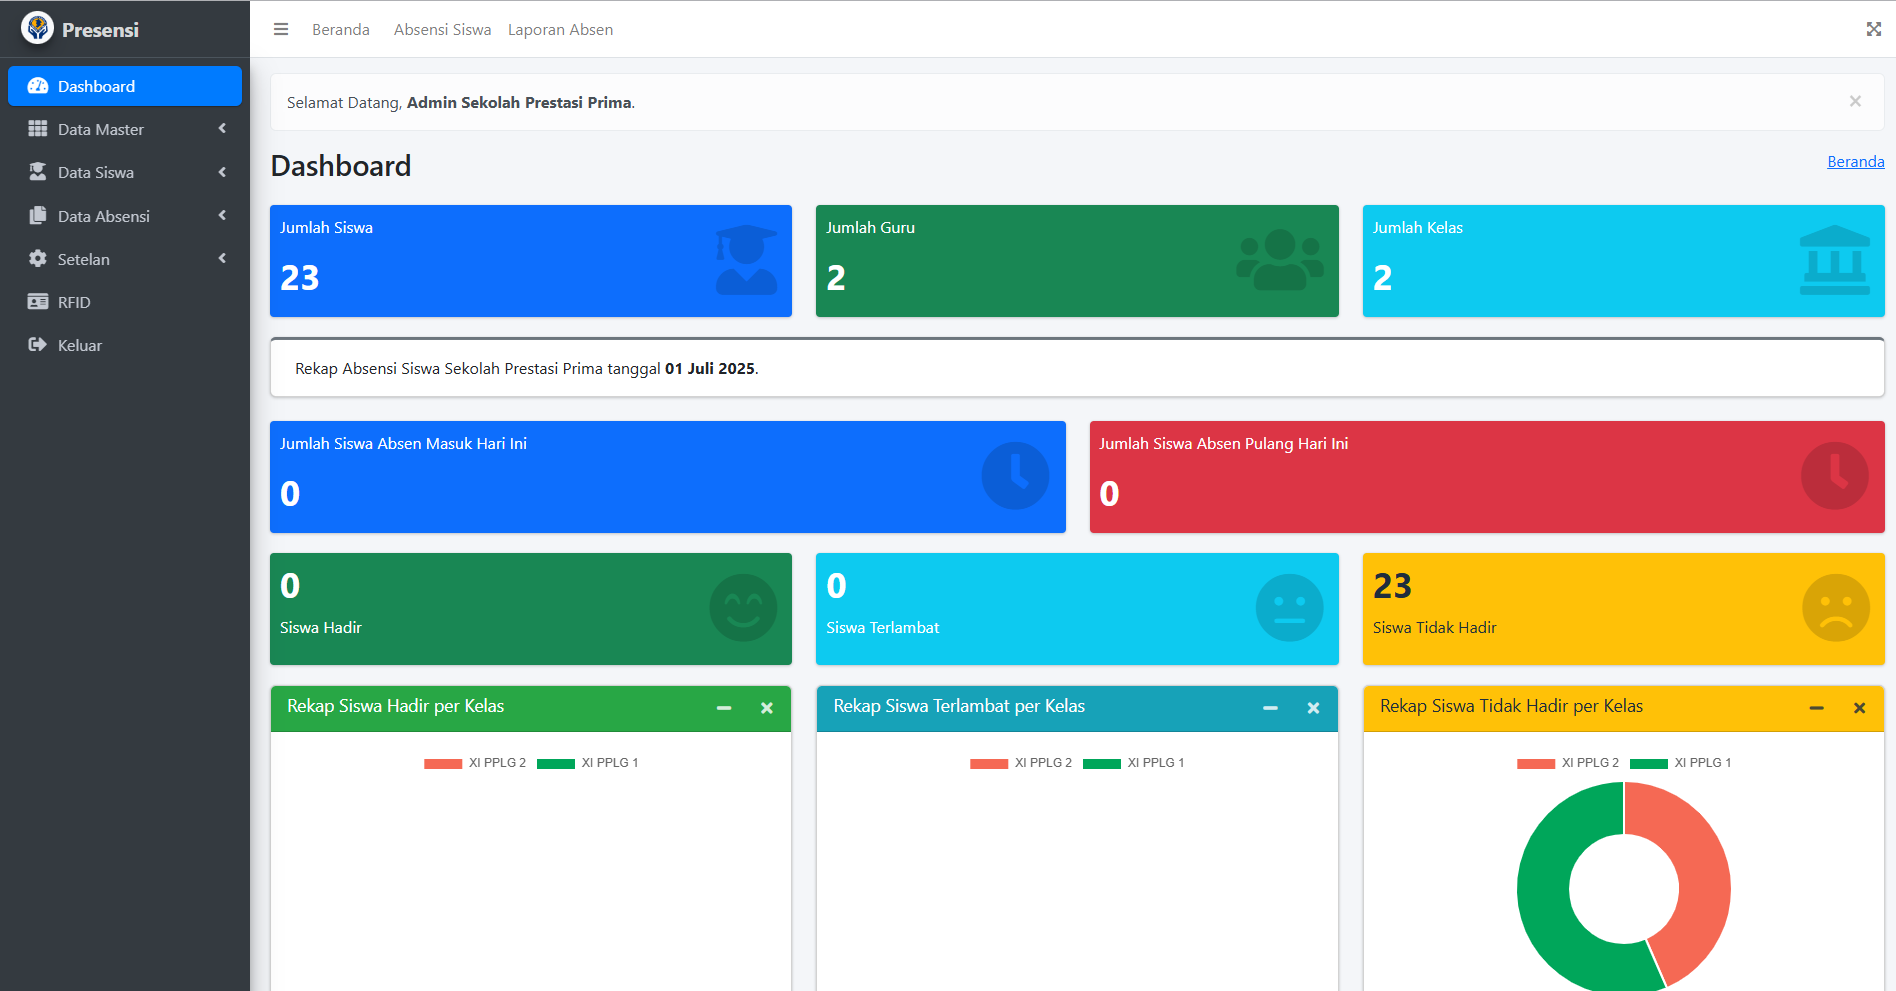 Presensi
Beranda Absensi Siswa Laporan Absen
Dashboard
Data Master
Data Siswa
Data Absensi
Setelan
RFID
Keluar
Selamat Datang, Admin Sekolah Prestasi Prima.
Dashboard
Beranda
Jumlah Siswa
23
Jumlah Guru
2
Jumlah Kelas
2
Rekap Absensi Siswa Sekolah Prestasi Prima tanggal 01 Juli 2025.
Jumlah Siswa Absen Masuk Hari Ini
0
Jumlah Siswa Absen Pulang Hari Ini
0
0
Siswa Hadir
0
Siswa Terlambat
23
Siswa Tidak Hadir
Rekap Siswa Hadir per Kelas
XI PPLG 2 XI PPLG 1
Rekap Siswa Terlambat per Kelas
XI PPLG 2 XI PPLG 1
Rekap Siswa Tidak Hadir per Kelas
XI PPLG 2 XI PPLG 1